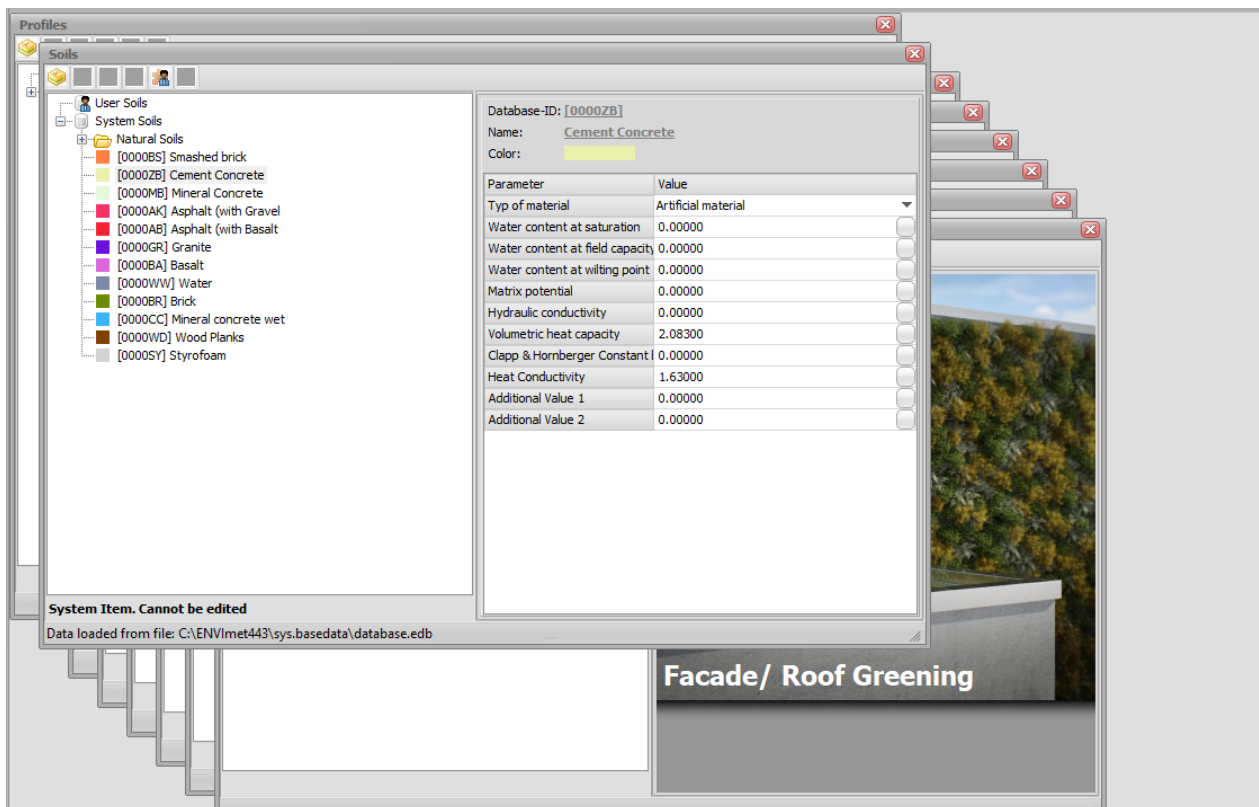 Profiles
Soils
User Soils
System Soils
Natural Soils
[0000BS] Smashed brick
[0000ZB] Cement Concrete
[0000MB] Mineral Concrete
[0000AK] Asphalt (with Gravel
[0000AB] Asphalt (with Basalt
[0000GR] Granite
[0000BA] Basalt
[0000WW] Water
[0000BR] Brick
[0000CC] Mineral concrete wet
[0000WD] Wood Planks
[0000SY] Styrofoam
System Item. Cannot be edited
Data loaded from file: C:\ENVImet443\sys.basedata\database.edb
Database-ID: [0000ZB]
Name: Cement Concrete
Color:
Parameter Value
Typ of material Artificial material
Water content at saturation 0.00000
Water content at field capacity 0.00000
Water content at wilting point 0.00000
Matrix potential 0.00000
Hydraulic conductivity 0.00000
Volumetric heat capacity 2.08300
Clapp & Hornberger Constant 0.00000
Heat Conductivity 1.63000
Additional Value 1 0.00000
Additional Value 2 0.00000
Facade/ Roof Greening